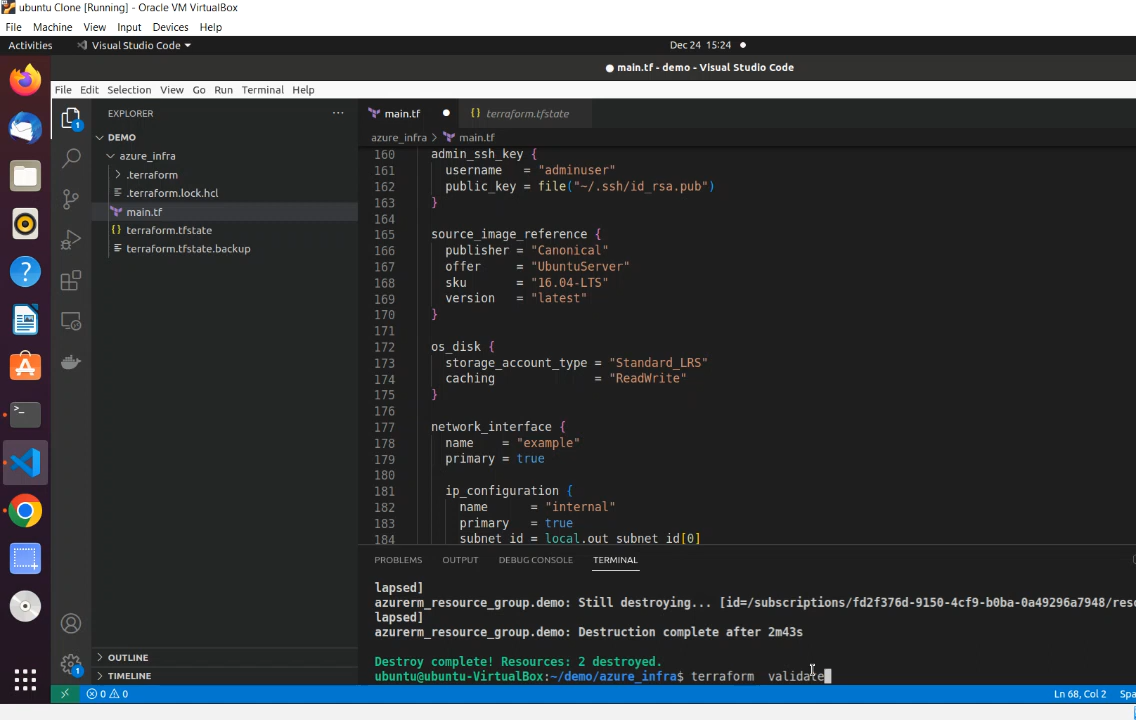 ubuntu Clone [Running] - Oracle VM VirtualBox
File Machine View Input Devices Help
Activities Visual Studio Code Dec 24 15:24
main.tf - demo - Visual Studio Code
File Edit Selection View Go Run Terminal Help
EXPLORER
DEMO
azure_infra
.terraform
.terraform.lock.hcl
main.tf
terraform.tfstate
terraform.tfstate.backup
OUTLINE
TIMELINE
main.tf terraform.tfstate
azure_infra > main.tf
160 admin_ssh_key {
161 username = "adminuser"
162 public_key = file("~/.ssh/id_rsa.pub")
163 }
164
165 source_image_reference {
166 publisher = "Canonical"
167 offer = "UbuntuServer"
168 sku = "16.04-LTS"
169 version = "latest"
170 }
171
172 os_disk {
173 storage_account_type = "Standard_LRS"
174 caching = "ReadWrite"
175 }
176
177 network_interface {
178 name = "example"
179 primary = true
180
181 ip_configuration {
182 name = "internal"
183 primary = true
184 subnet_id = local.out_subnet_id[0]
PROBLEMS OUTPUT DEBUG CONSOLE TERMINAL
lapsed]
azurerm_resource_group.demo: Still destroying... [id=/subscriptions/fd2f376d-9150-4cf9-b0ba-0a49296a7948/reso
lapsed]
azurerm_resource_group.demo: Destruction complete after 2m43s
Destroy complete! Resources: 2 destroyed.
ubuntu@ubuntu-VirtualBox:~/demo/azure_infra$ terraform  validate
0 0 Ln 68, Col 2 Spa